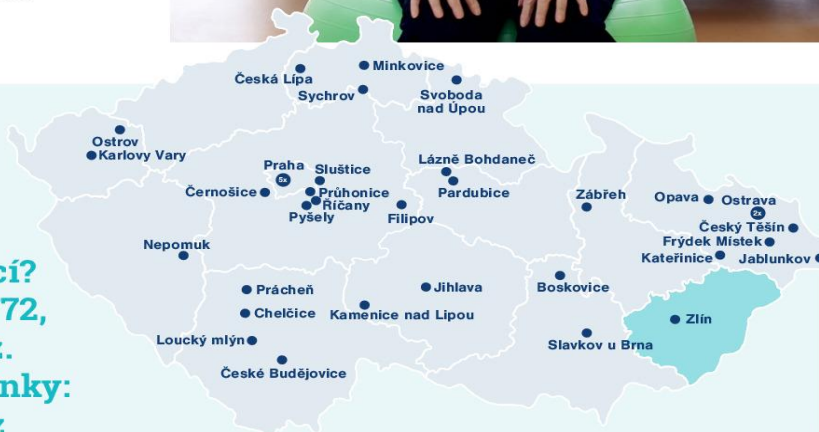 Minkovice
Česká Lípa
Sychrov
Svoboda
nad Úpou
Ostrov
Karlovy Vary
Praha
5x
Sluštice
Lázně Bohdaneč
Pardubice
Černošice
Průhonice
Říčany
Pyšely
Filipov
Zábřeh
Opava
Ostrava
2x
Český Těšín
Frýdek Místek
Kateřinice
Jablunkov
Nepomuk
Prácheň
Chelčice
Jihlava
Kamenice nad Lipou
Boskovice
Loucký mlýn
České Budějovice
Slavkov u Brna
Zlín
cí?
72,
z.
nky:
z